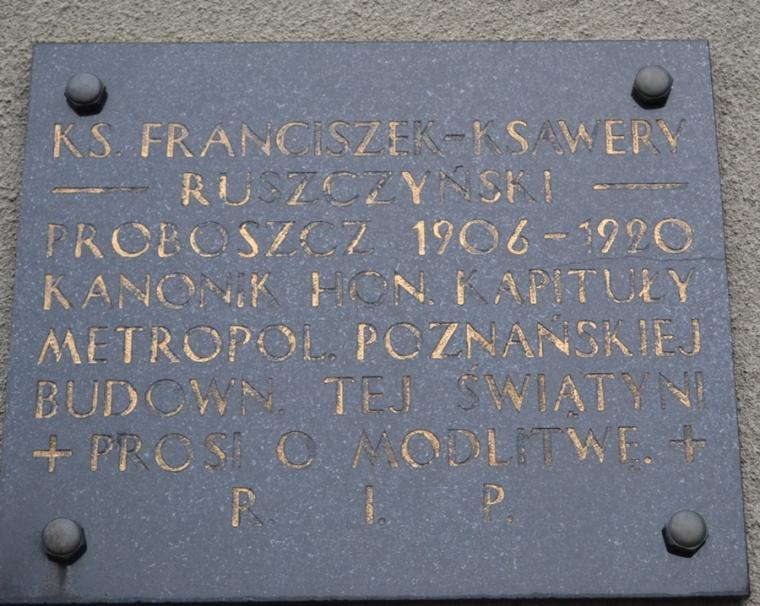 KS. FRANCISZEK-KSAWERY
— RUSZCZYŃSKI —
PROBOSZCZ 1906-1920
KANONIK HON. KAPITUŁY
METROPOL. POZNAŃSKIEJ
BUDOWN. TEJ ŚWIĄTYNI
+ PROSI O MODLITWĘ. +
R. I. P.